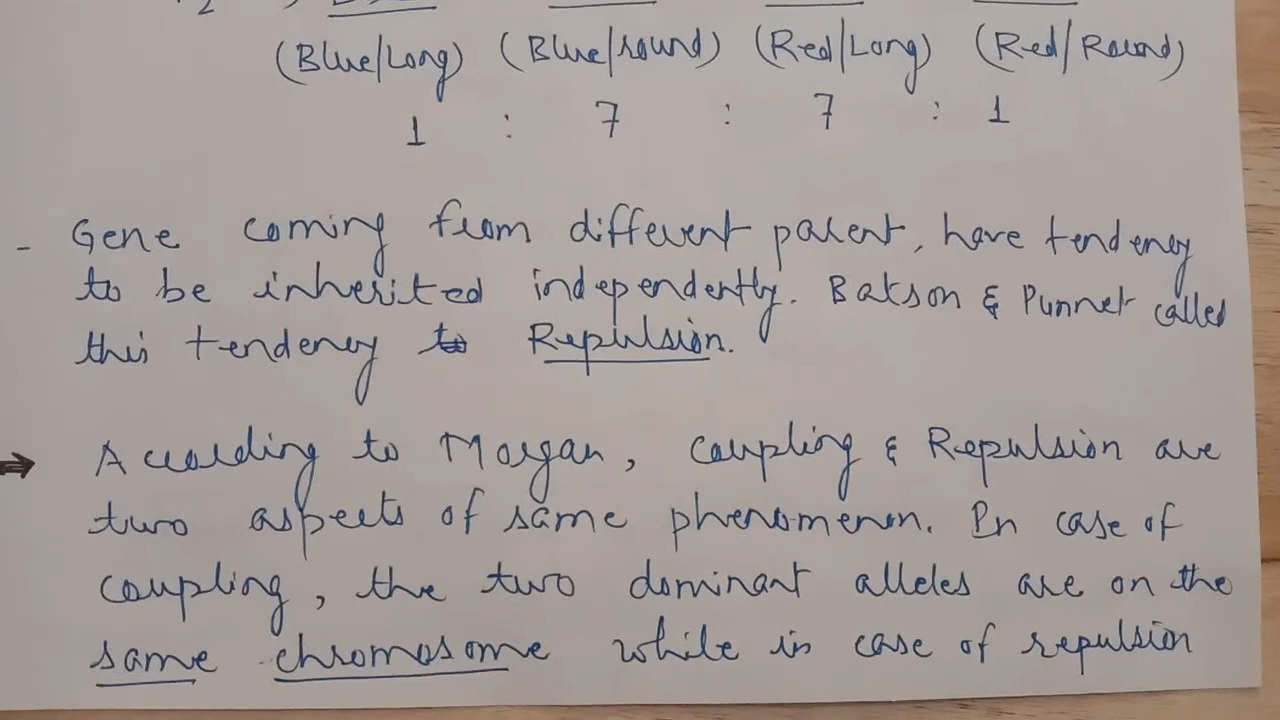 (Blue/Long) (Blue/round) (Red/Long) (Red/Round)
1 : 7 : 7 : 1
- Gene coming from different parent, have tendency
to be inherited independently. Batson & Punnet called
this tendency to Repulsion.
⇒ According to Morgan, Coupling & Repulsion are
two aspects of same phenomenon. In case of
coupling, the two dominant alleles are on the
same chromosome while in case of repulsion